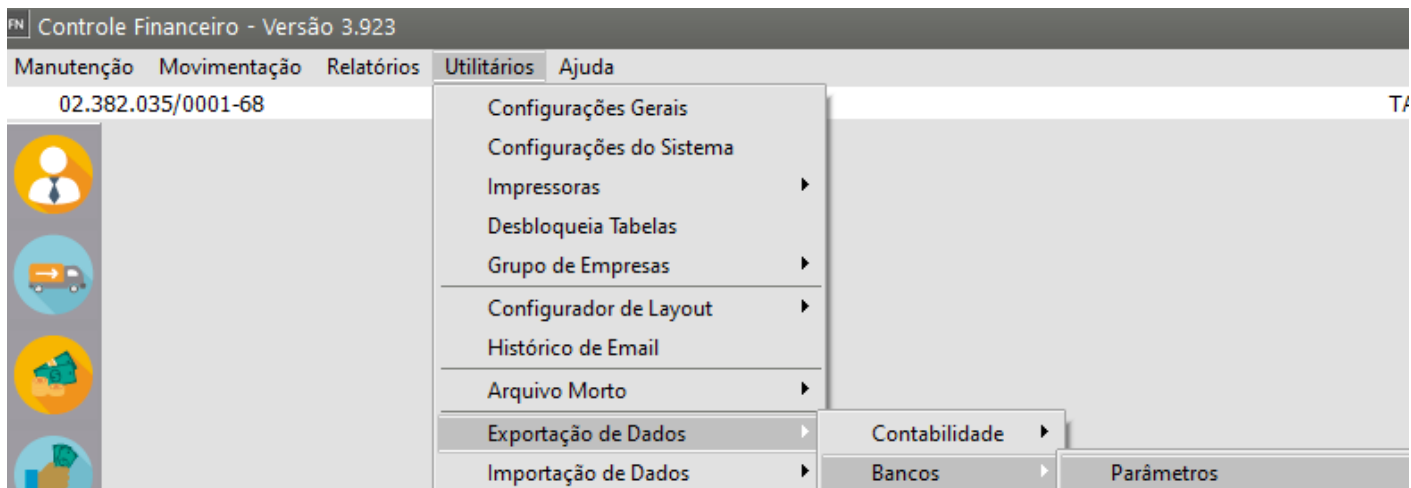 FN Controle Financeiro - Versão 3.923
Manutenção Movimentação Relatórios Utilitários Ajuda
02.382.035/0001-68
Configurações Gerais
Configurações do Sistema
Impressoras
Desbloqueia Tabelas
Grupo de Empresas
Configurador de Layout
Histórico de Email
Arquivo Morto
Exportação de Dados Contabilidade
Importação de Dados Bancos Parâmetros